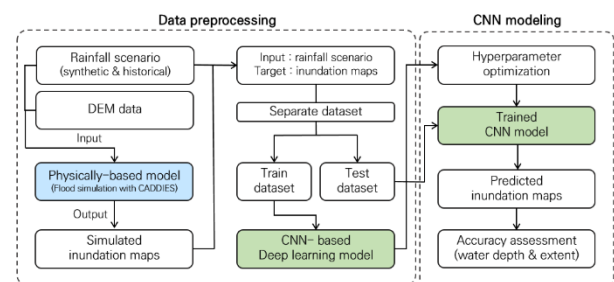 Data preprocessing
Rainfall scenario
(synthetic & historical)
DEM data
Input
Physically-based model
(Flood simulation with CADDIES)
Output
Simulated
inundation maps
Input : rainfall scenario
Target : inundation maps
Separate dataset
Train
dataset
Test
dataset
CNN- based
Deep learning model
CNN modeling
Hyperparameter
optimization
Trained
CNN model
Predicted
inundation maps
Accuracy assessment
(water depth & extent)